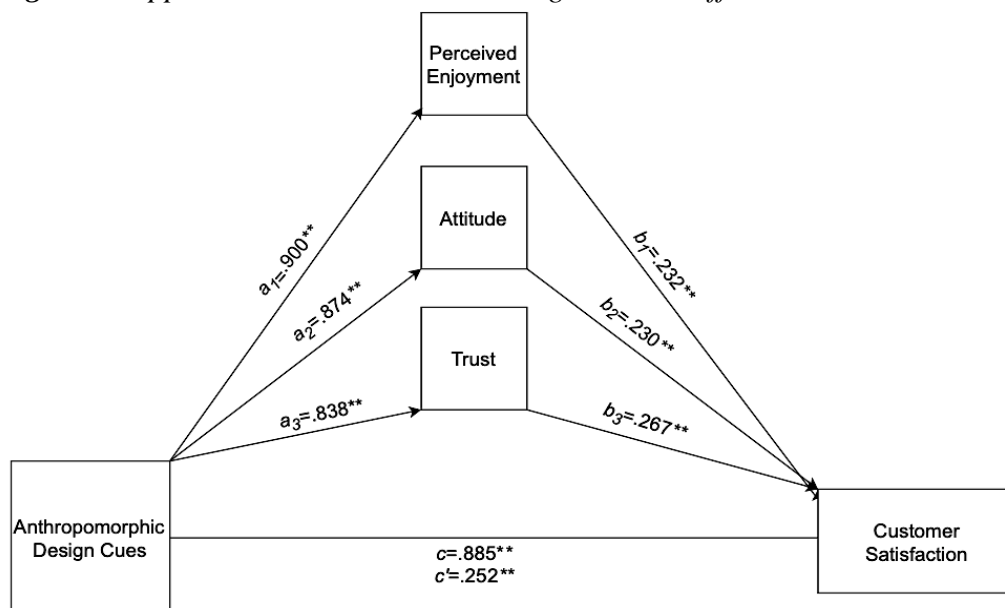 Perceived
Enjoyment
Attitude
Trust
a1=.900**
a2=.874**
a3=.838**
b1=.232**
b2=.230**
b3=.267**
Anthropomorphic
Design Cues
Customer
Satisfaction
c=.885**
c'=.252**